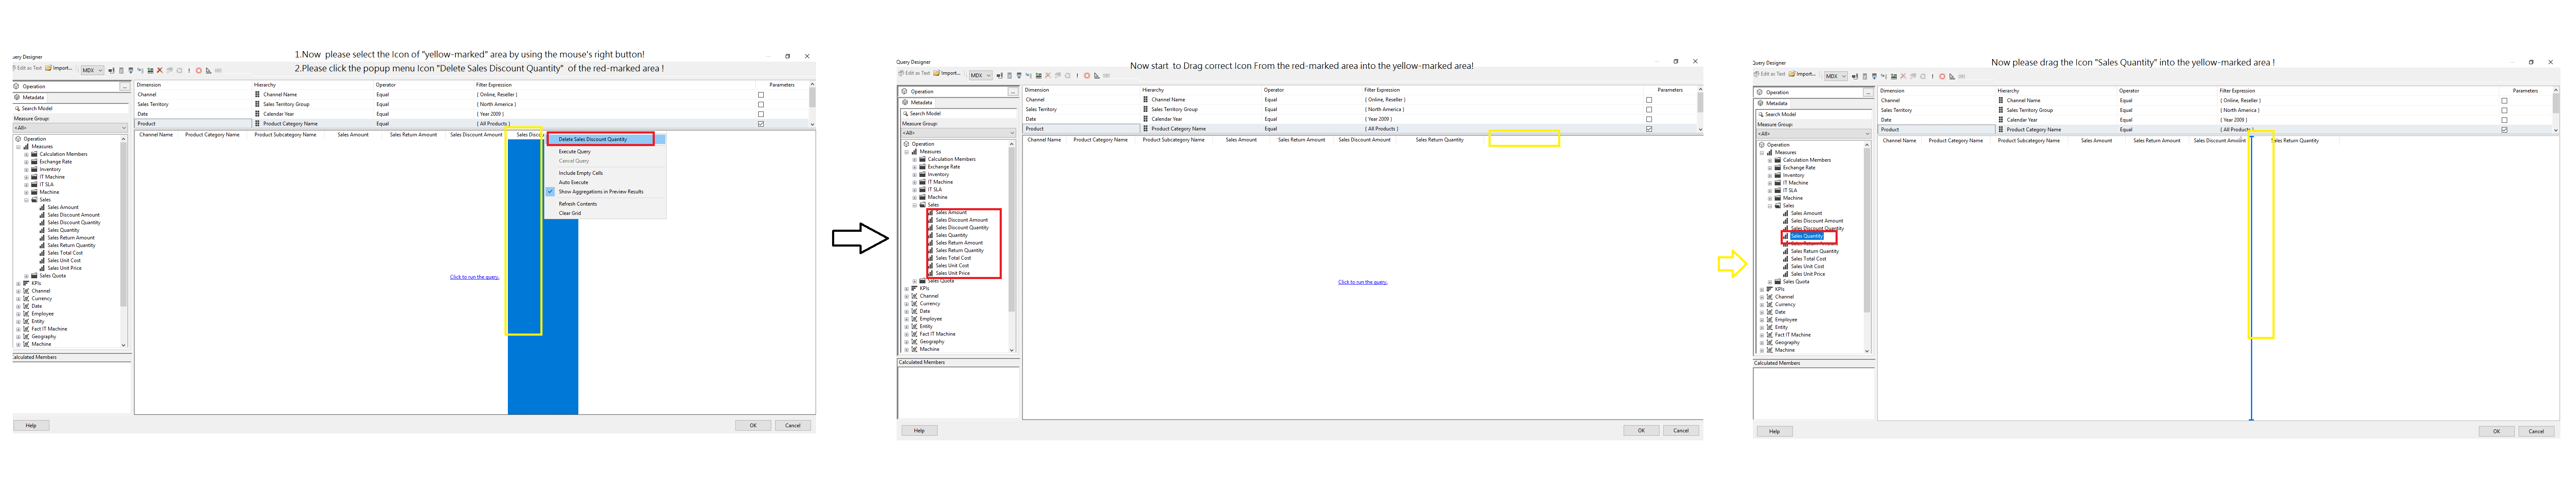 1.Now please select the Icon of "yellow-marked" area by using the mouse's right button!
Query Designer
2.Please click the popup menu Icon "Delete Sales Discount Quantity" of the red-marked area !
Edit as Text Import... MDX
Operation ...
Metadata
Search Model
Measure Group:
<All>
Operation
Measures
Calculation Members
Exchange Rate
Inventory
IT Machine
IT SLA
Machine
Sales
Sales Amount
Sales Discount Amount
Sales Discount Quantity
Sales Quantity
Sales Return Amount
Sales Return Quantity
Sales Total Cost
Sales Unit Cost
Sales Unit Price
Sales Quota
KPIs
Channel
Currency
Date
Employee
Entity
Fact IT Machine
Geography
Machine
Calculated Members
Dimension Hierarchy Operator Filter Expression Parameters
Channel Channel Name Equal { Online, Reseller }
Sales Territory Sales Territory Group Equal { North America }
Date Calendar Year Equal { Year 2009 }
Product Product Category Name Equal { All Products }
Channel Name Product Category Name Product Subcategory Name Sales Amount Sales Return Amount Sales Discount Amount Sales Discou
Delete Sales Discount Quantity
Execute Query
Cancel Query
Include Empty Cells
Auto Execute
Show Aggregations in Preview Results
Refresh Contents
Clear Grid
Click to run the query.
Help OK Cancel
Query Designer
Now start to Drag correct Icon From the red-marked area into the yellow-marked area!
Edit as Text Import... MDX
Operation ...
Metadata
Search Model
Measure Group:
<All>
Operation
Measures
Calculation Members
Exchange Rate
Inventory
IT Machine
IT SLA
Machine
Sales
Sales Amount
Sales Discount Amount
Sales Discount Quantity
Sales Quantity
Sales Return Amount
Sales Return Quantity
Sales Total Cost
Sales Unit Cost
Sales Unit Price
Sales Quota
KPIs
Channel
Currency
Date
Employee
Entity
Fact IT Machine
Geography
Machine
Calculated Members
Dimension Hierarchy Operator Filter Expression Parameters
Channel Channel Name Equal { Online, Reseller }
Sales Territory Sales Territory Group Equal { North America }
Date Calendar Year Equal { Year 2009 }
Product Product Category Name Equal { All Products }
Channel Name Product Category Name Product Subcategory Name Sales Amount Sales Return Amount Sales Discount Amount Sales Return Quantity
Click to run the query.
Help OK Cancel
Query Designer
Now please drag the Icon "Sales Quantity" into the yellow-marked area !
Edit as Text Import... MDX
Operation ...
Metadata
Search Model
Measure Group:
<All>
Operation
Measures
Calculation Members
Exchange Rate
Inventory
IT Machine
IT SLA
Machine
Sales
Sales Amount
Sales Discount Amount
Sales Discount Quantity
Sales Quantity
Sales Return Amount
Sales Return Quantity
Sales Total Cost
Sales Unit Cost
Sales Unit Price
Sales Quota
KPIs
Channel
Currency
Date
Employee
Entity
Fact IT Machine
Geography
Machine
Calculated Members
Dimension Hierarchy Operator Filter Expression Parameters
Channel Channel Name Equal { Online, Reseller }
Sales Territory Sales Territory Group Equal { North America }
Date Calendar Year Equal { Year 2009 }
Product Product Category Name Equal { All Products }
Channel Name Product Category Name Product Subcategory Name Sales Amount Sales Return Amount Sales Discount Amount Sales Return Quantity
Help OK Cancel